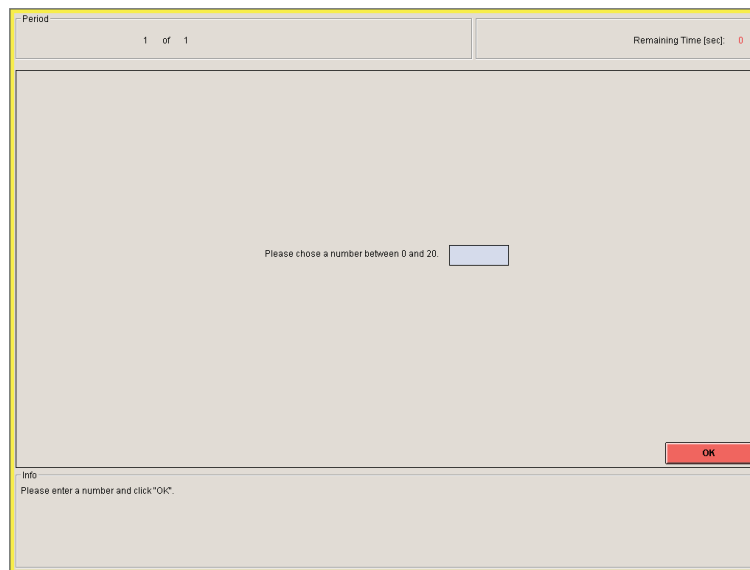 Period
1 of 1
Remaining Time [sec]: 0
Please chose a number between 0 and 20.
OK
Info
Please enter a number and click "OK".